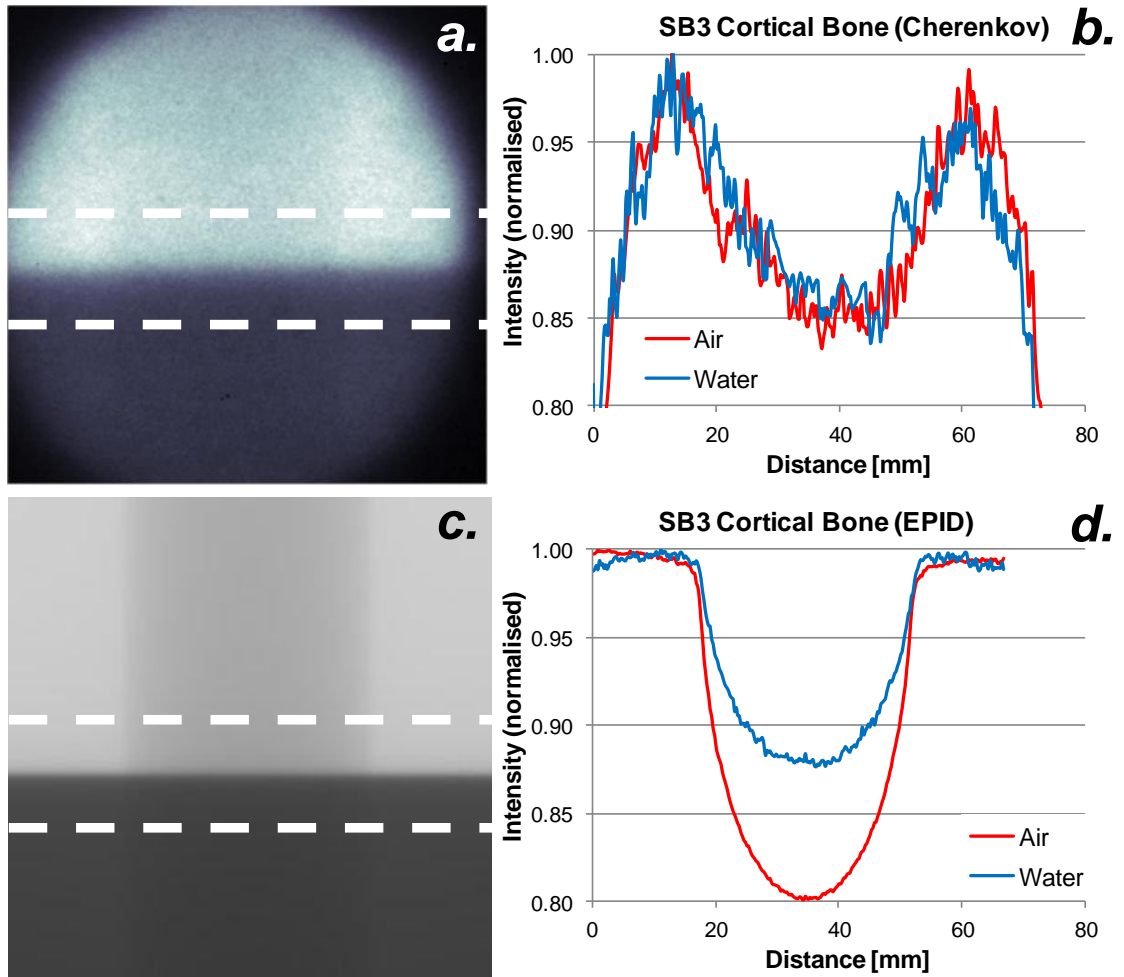 a.
SB3 Cortical Bone (Cherenkov)
b.
Intensity (normalised)
1.00
0.95
0.90
0.85
0.80
Air
Water
0 20 40 60 80
Distance [mm]
c.
SB3 Cortical Bone (EPID)
d.
Intensity (normalised)
1.00
0.95
0.90
0.85
0.80
Air
Water
0 20 40 60 80
Distance [mm]